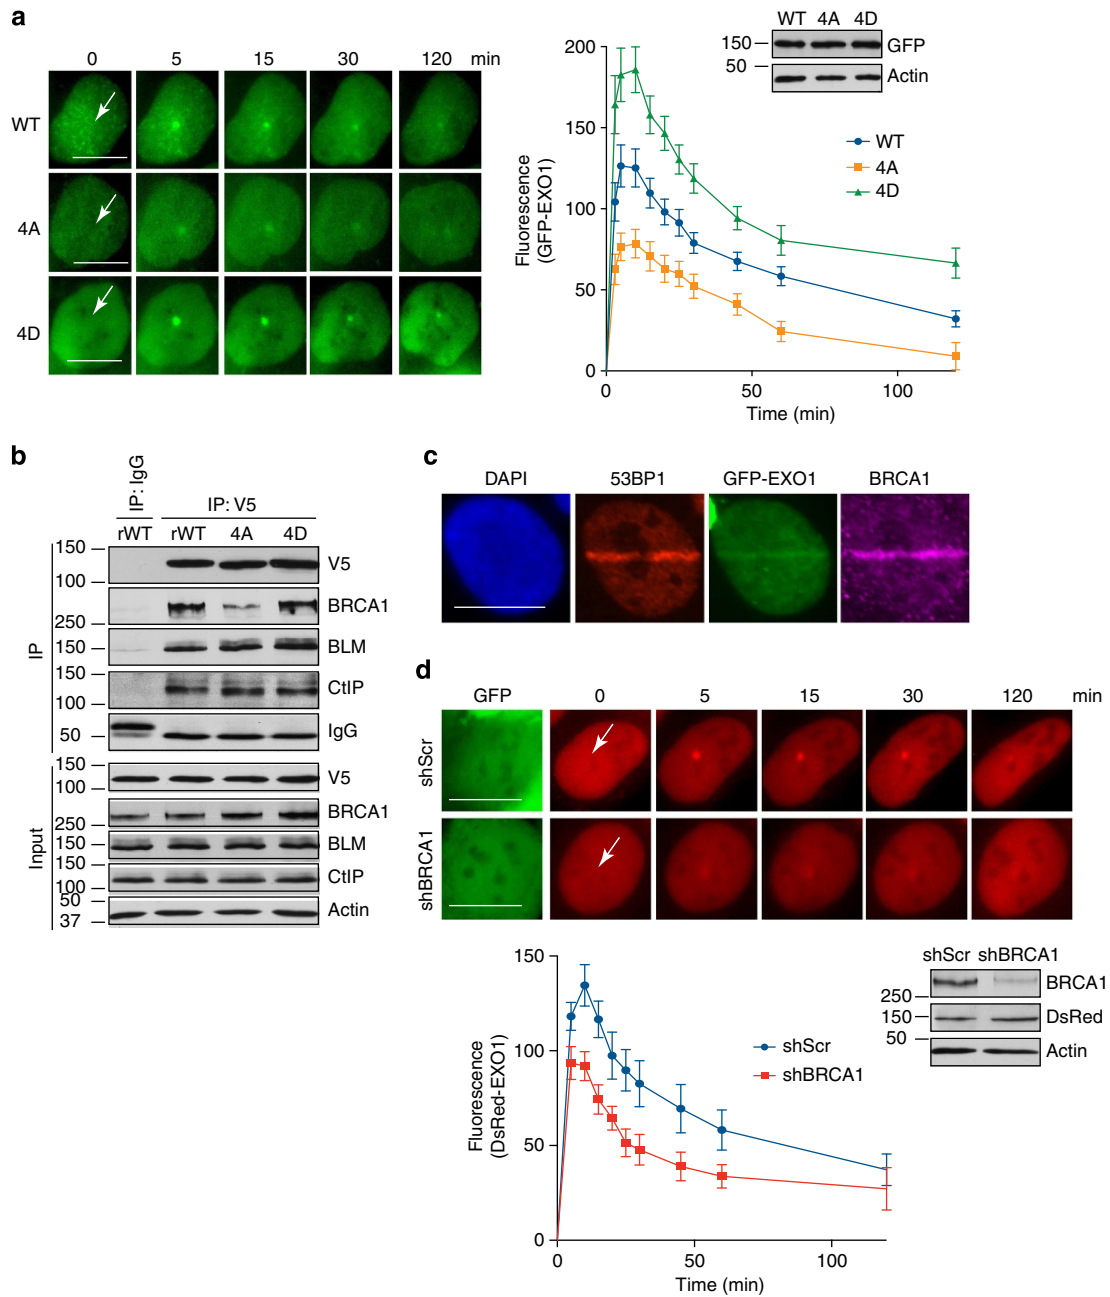 a
0 5 15 30 120 min
WT
4A
4D
WT 4A 4D
150
GFP
50
Actin
200
150
100
50
0
0 50 100
Fluorescence
(GFP-EXO1)
Time (min)
WT
4A
4D
b
IP: IgG
IP: V5
rWT rWT 4A 4D
IP
150
100
V5
250
BRCA1
150
BLM
150
100
CtIP
50
IgG
Input
150
100
V5
250
BRCA1
150
BLM
150
100
CtIP
50
37
Actin
c
DAPI 53BP1 GFP-EXO1 BRCA1
d
GFP 0 5 15 30 120 min
shScr
shBRCA1
150
100
50
0
0 50 100
Fluorescence
(DsRed-EXO1)
Time (min)
shScr
shBRCA1
shScr shBRCA1
250
BRCA1
150
DsRed
50
Actin